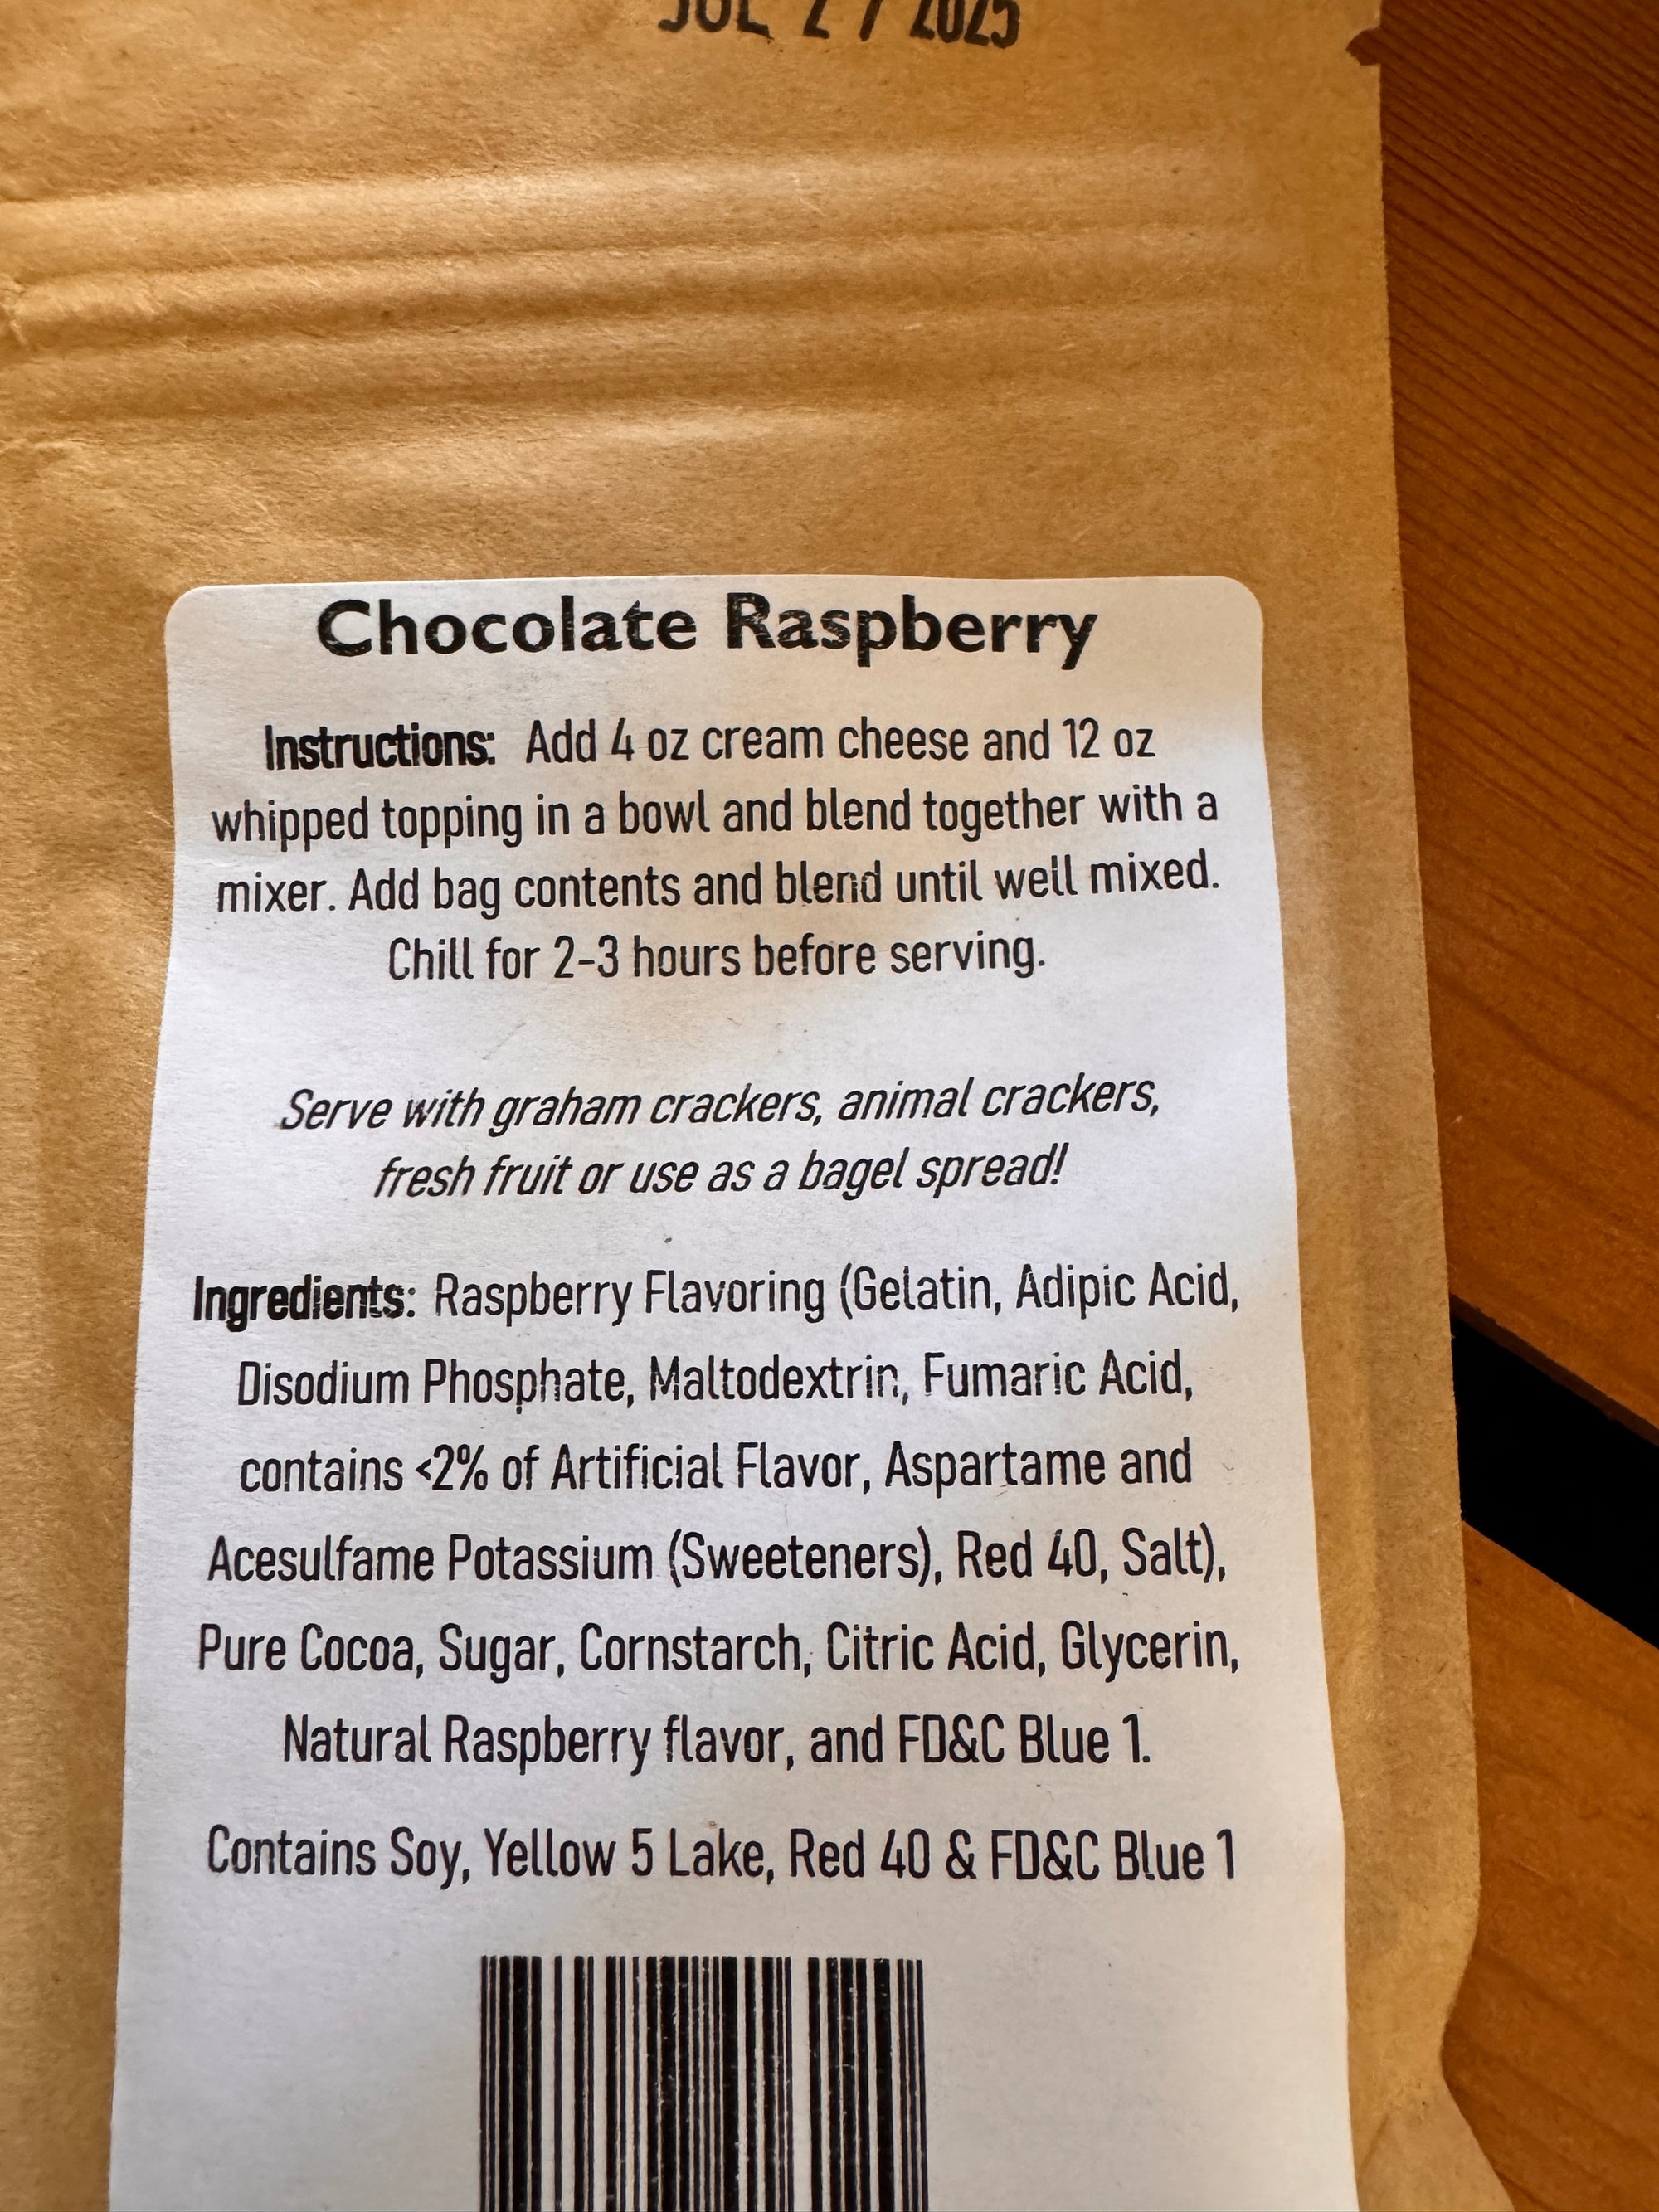 JUL 27 2025
Chocolate Raspberry
Instructions: Add 4 oz cream cheese and 12 oz
whipped topping in a bowl and blend together with a
mixer. Add bag contents and blend until well mixed.
Chill for 2-3 hours before serving.
Serve with graham crackers, animal crackers,
fresh fruit or use as a bagel spread!
Ingredients: Raspberry Flavoring (Gelatin, Adipic Acid,
Disodium Phosphate, Maltodextrin, Fumaric Acid,
contains <2% of Artificial Flavor, Aspartame and
Acesulfame Potassium (Sweeteners), Red 40, Salt),
Pure Cocoa, Sugar, Cornstarch, Citric Acid, Glycerin,
Natural Raspberry flavor, and FD&C Blue 1.
Contains Soy, Yellow 5 Lake, Red 40 & FD&C Blue 1